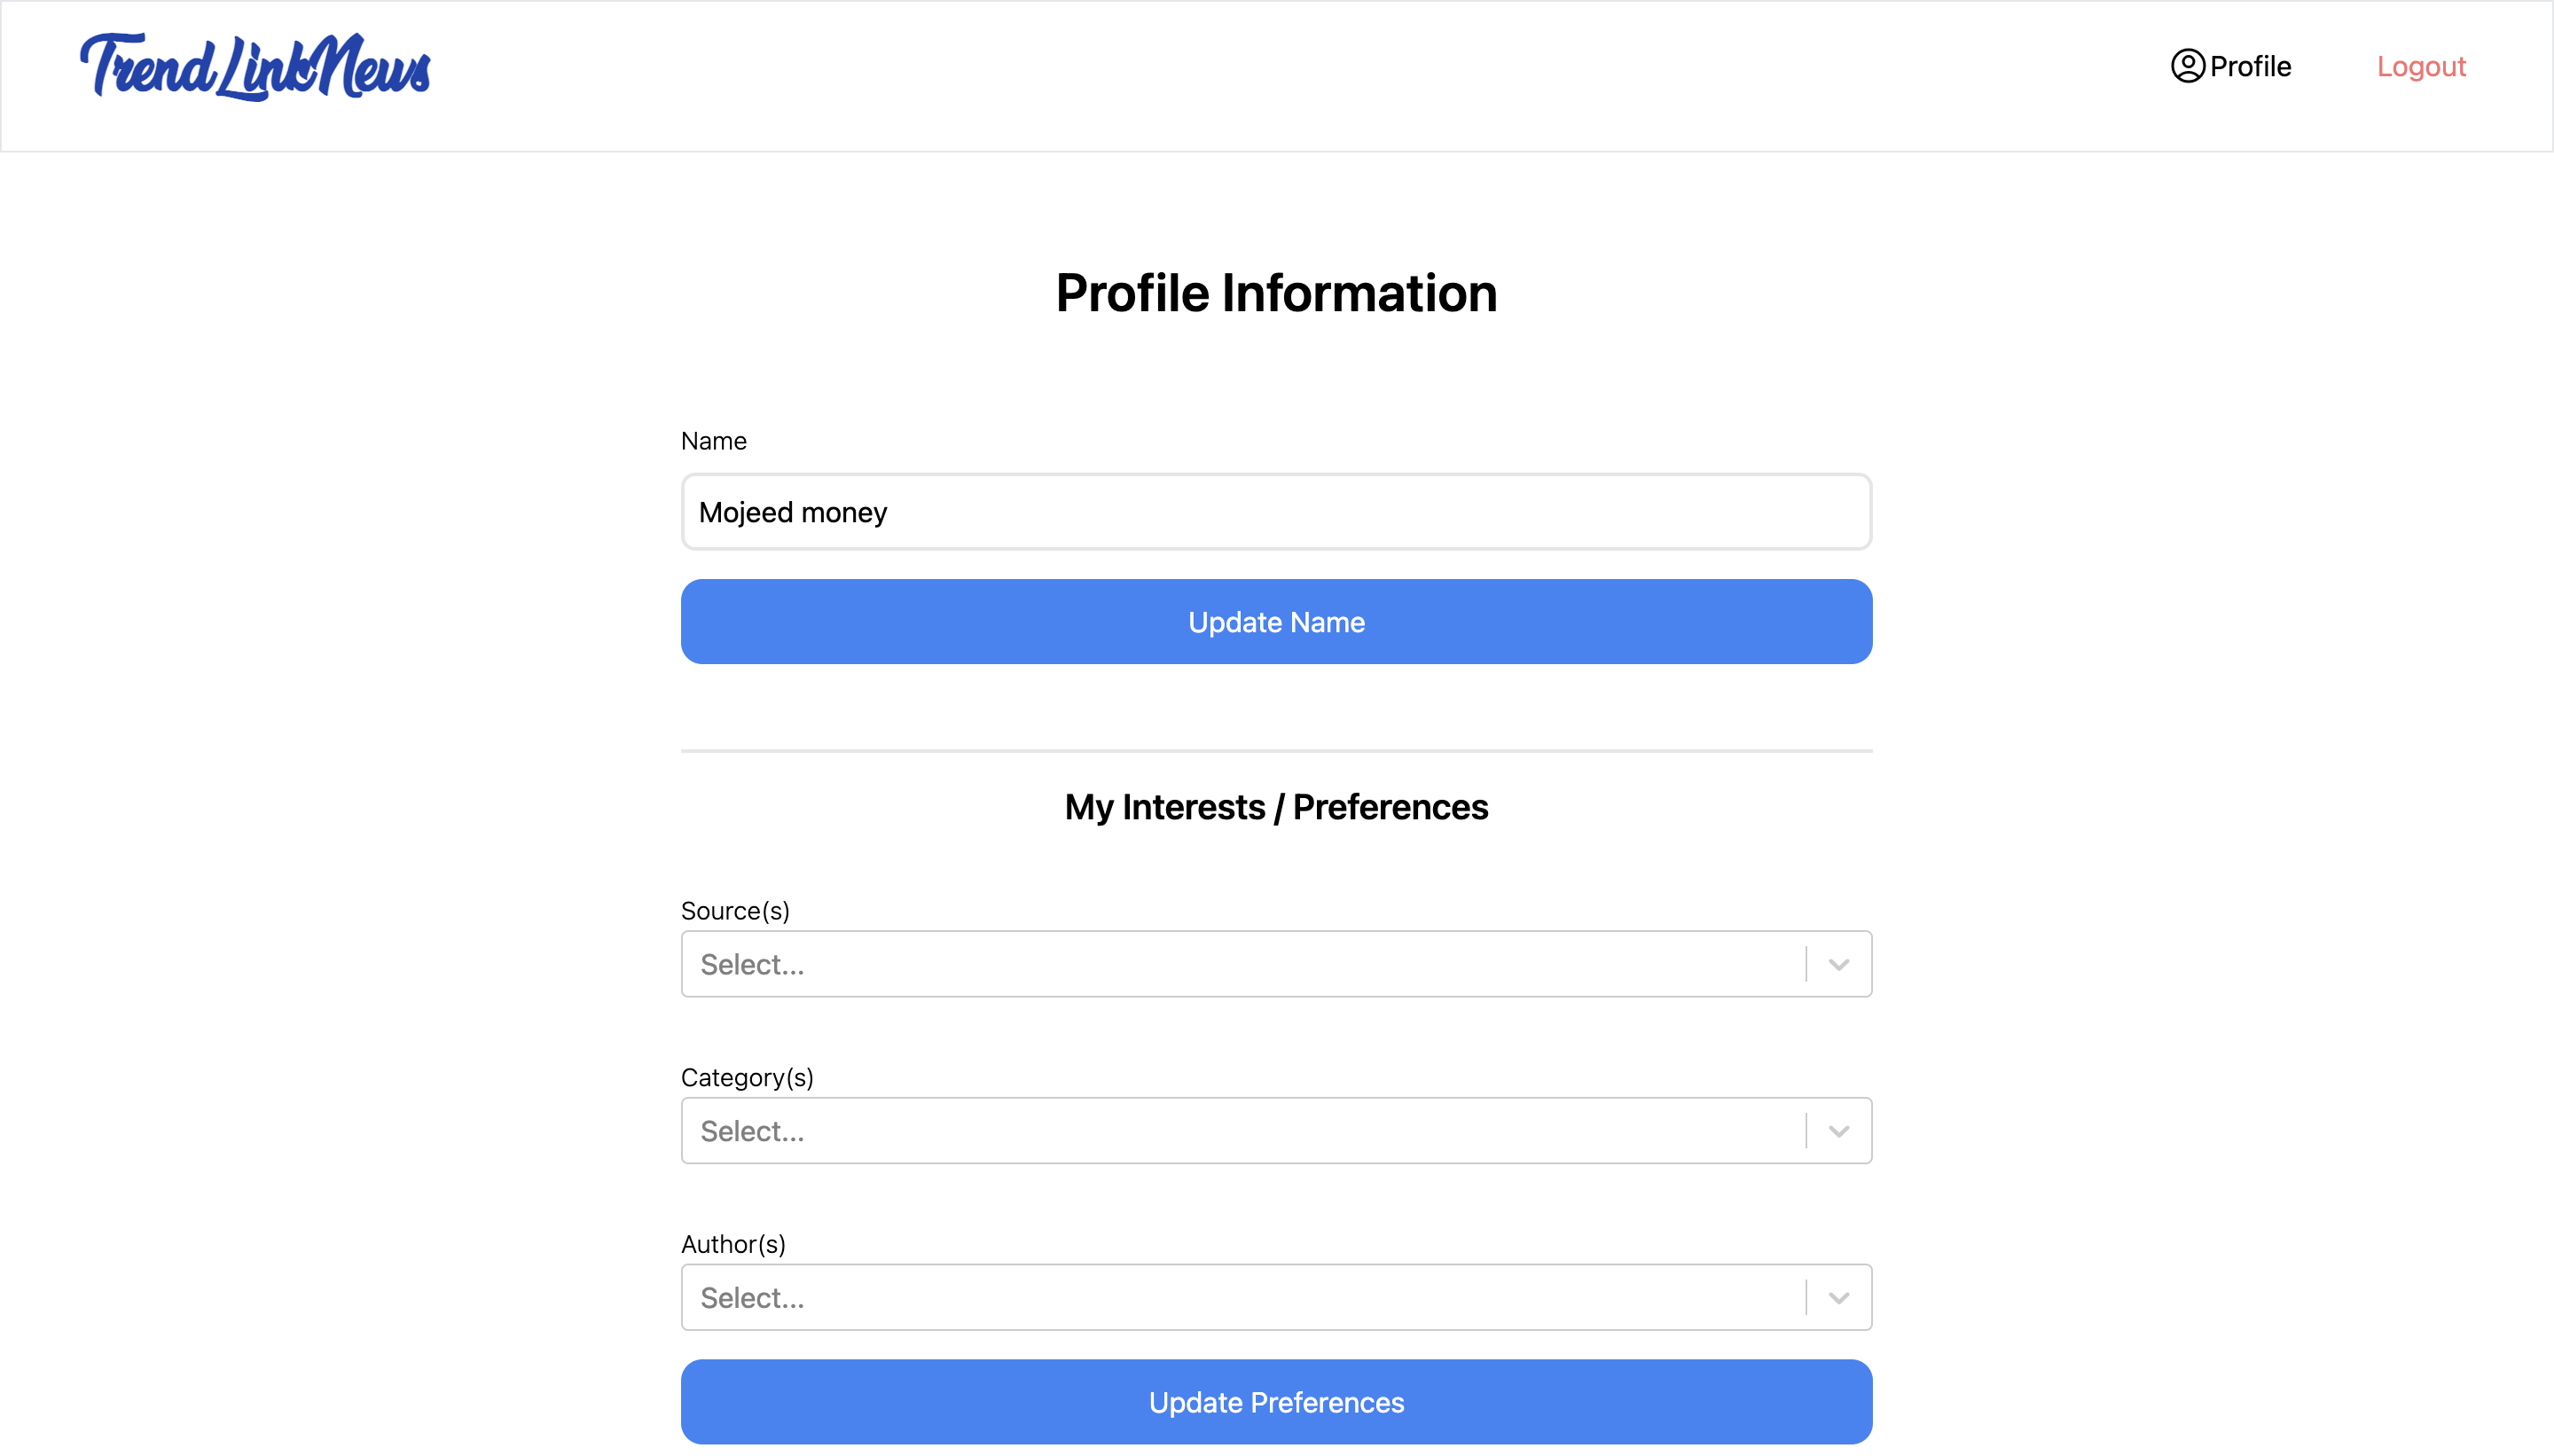 TrendLinkNews
Profile
Logout
Profile Information
Name
Mojeed money
Update Name
My Interests / Preferences
Source(s)
Select...
Category(s)
Select...
Author(s)
Select...
Update Preferences